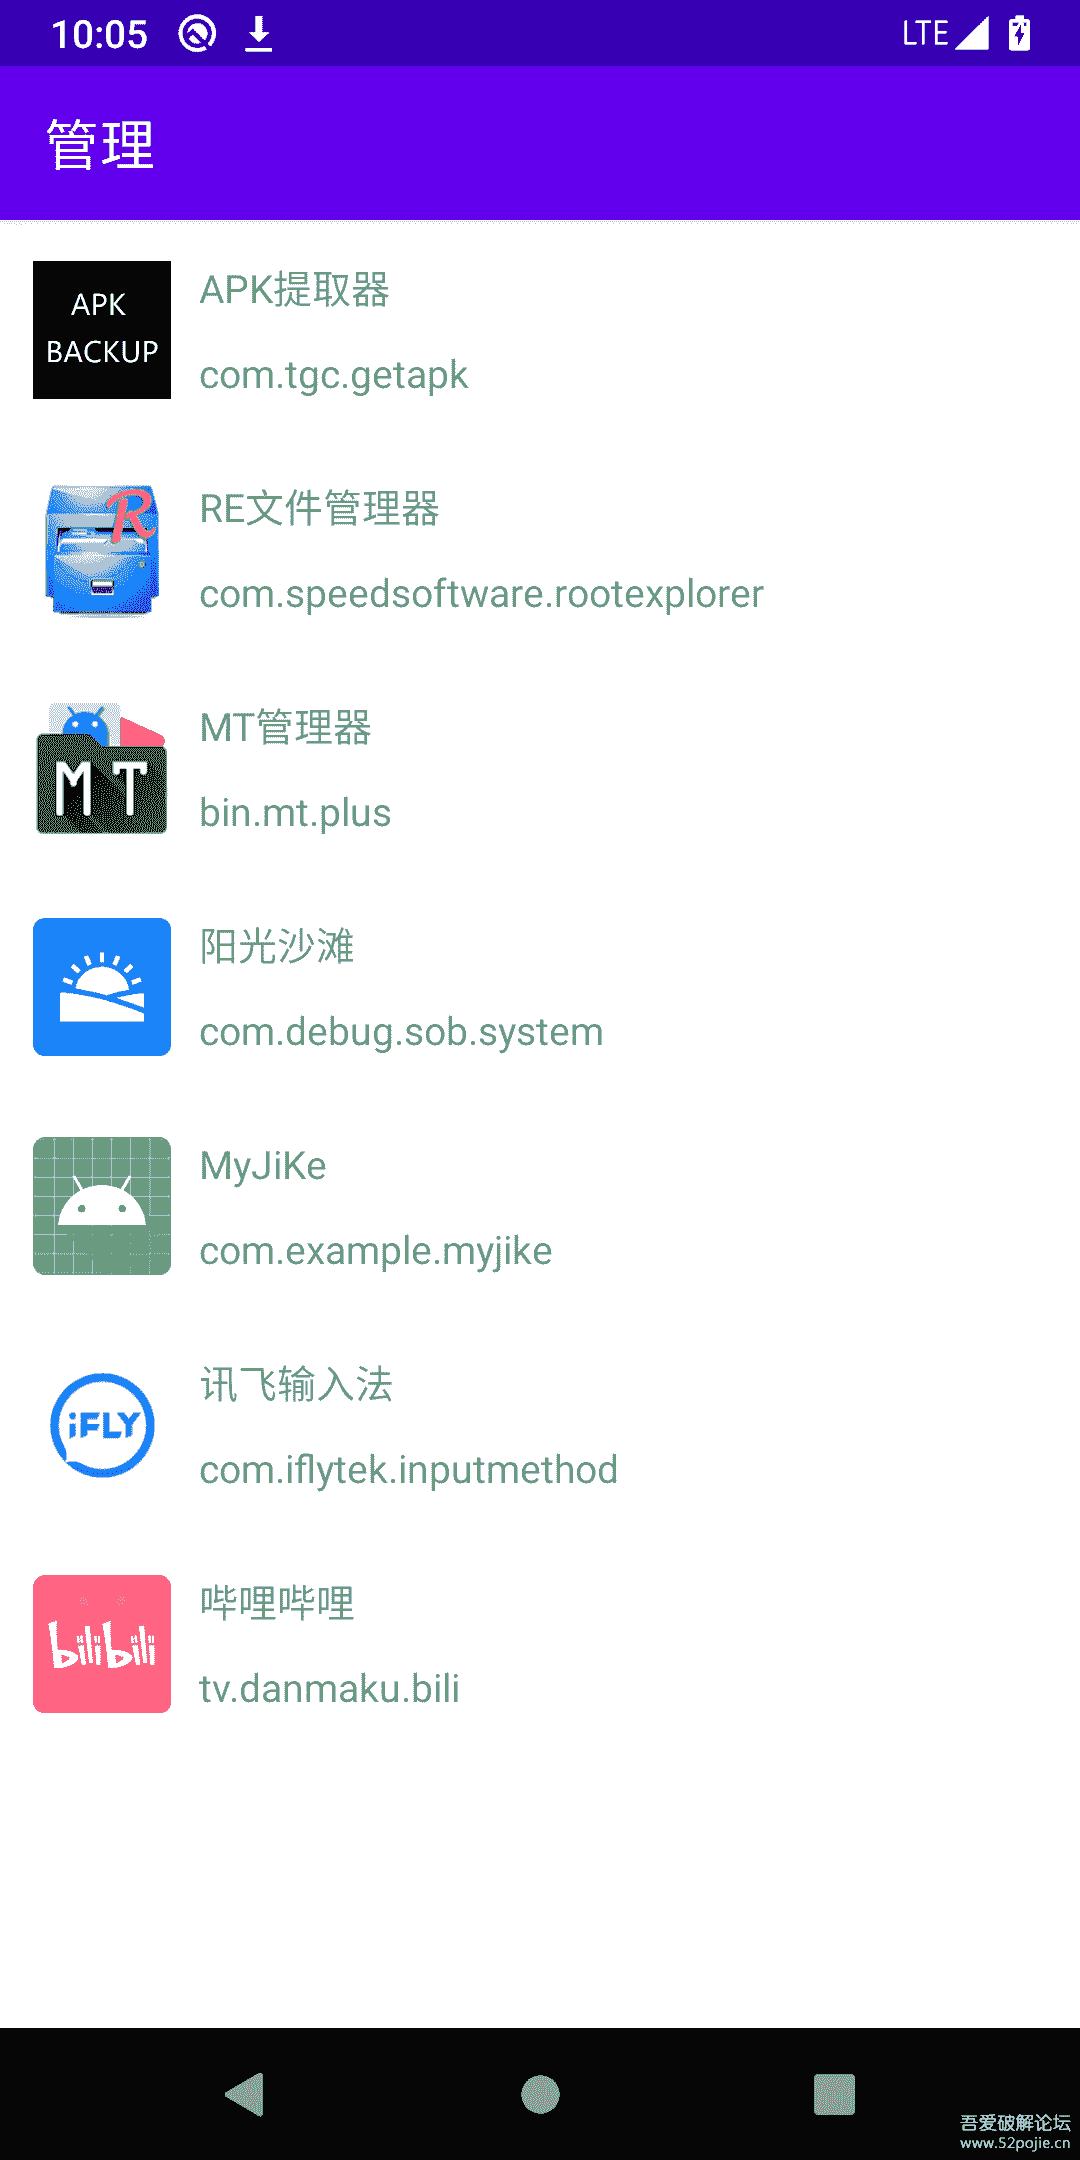 10:05 LTE
管理
APK
BACKUP
APK提取器
com.tgc.getapk
R
RE文件管理器
com.speedsoftware.rootexplorer
MT
MT管理器
bin.mt.plus
阳光沙滩
com.debug.sob.system
MyJiKe
com.example.myjike
iFLY
讯飞输入法
com.iflytek.inputmethod
bilibili
哔哩哔哩
tv.danmaku.bili
吾爱破解论坛
www.52pojie.cn